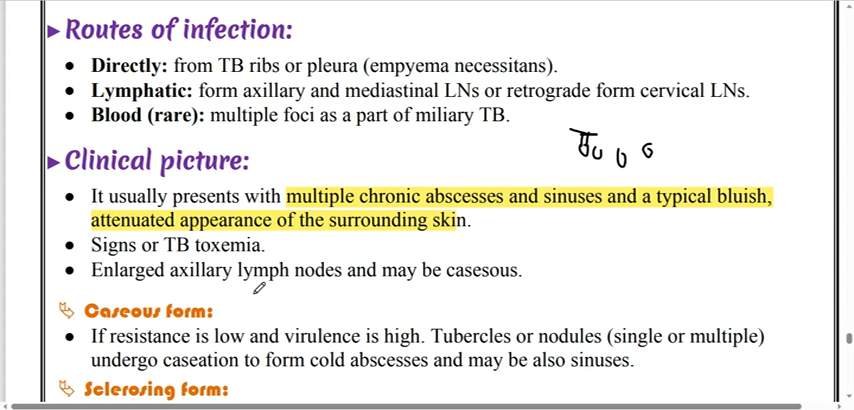 ► Routes of infection:
• Directly: from TB ribs or pleura (empyema necessitans).
• Lymphatic: form axillary and mediastinal LNs or retrograde form cervical LNs.
• Blood (rare): multiple foci as a part of miliary TB.
► Clinical picture:
• It usually presents with multiple chronic abscesses and sinuses and a typical bluish,
attenuated appearance of the surrounding skin.
• Signs or TB toxemia.
• Enlarged axillary lymph nodes and may be casesous.
Caseous form:
• If resistance is low and virulence is high. Tubercles or nodules (single or multiple)
undergo caseation to form cold abscesses and may be also sinuses.
Sclerosing form: